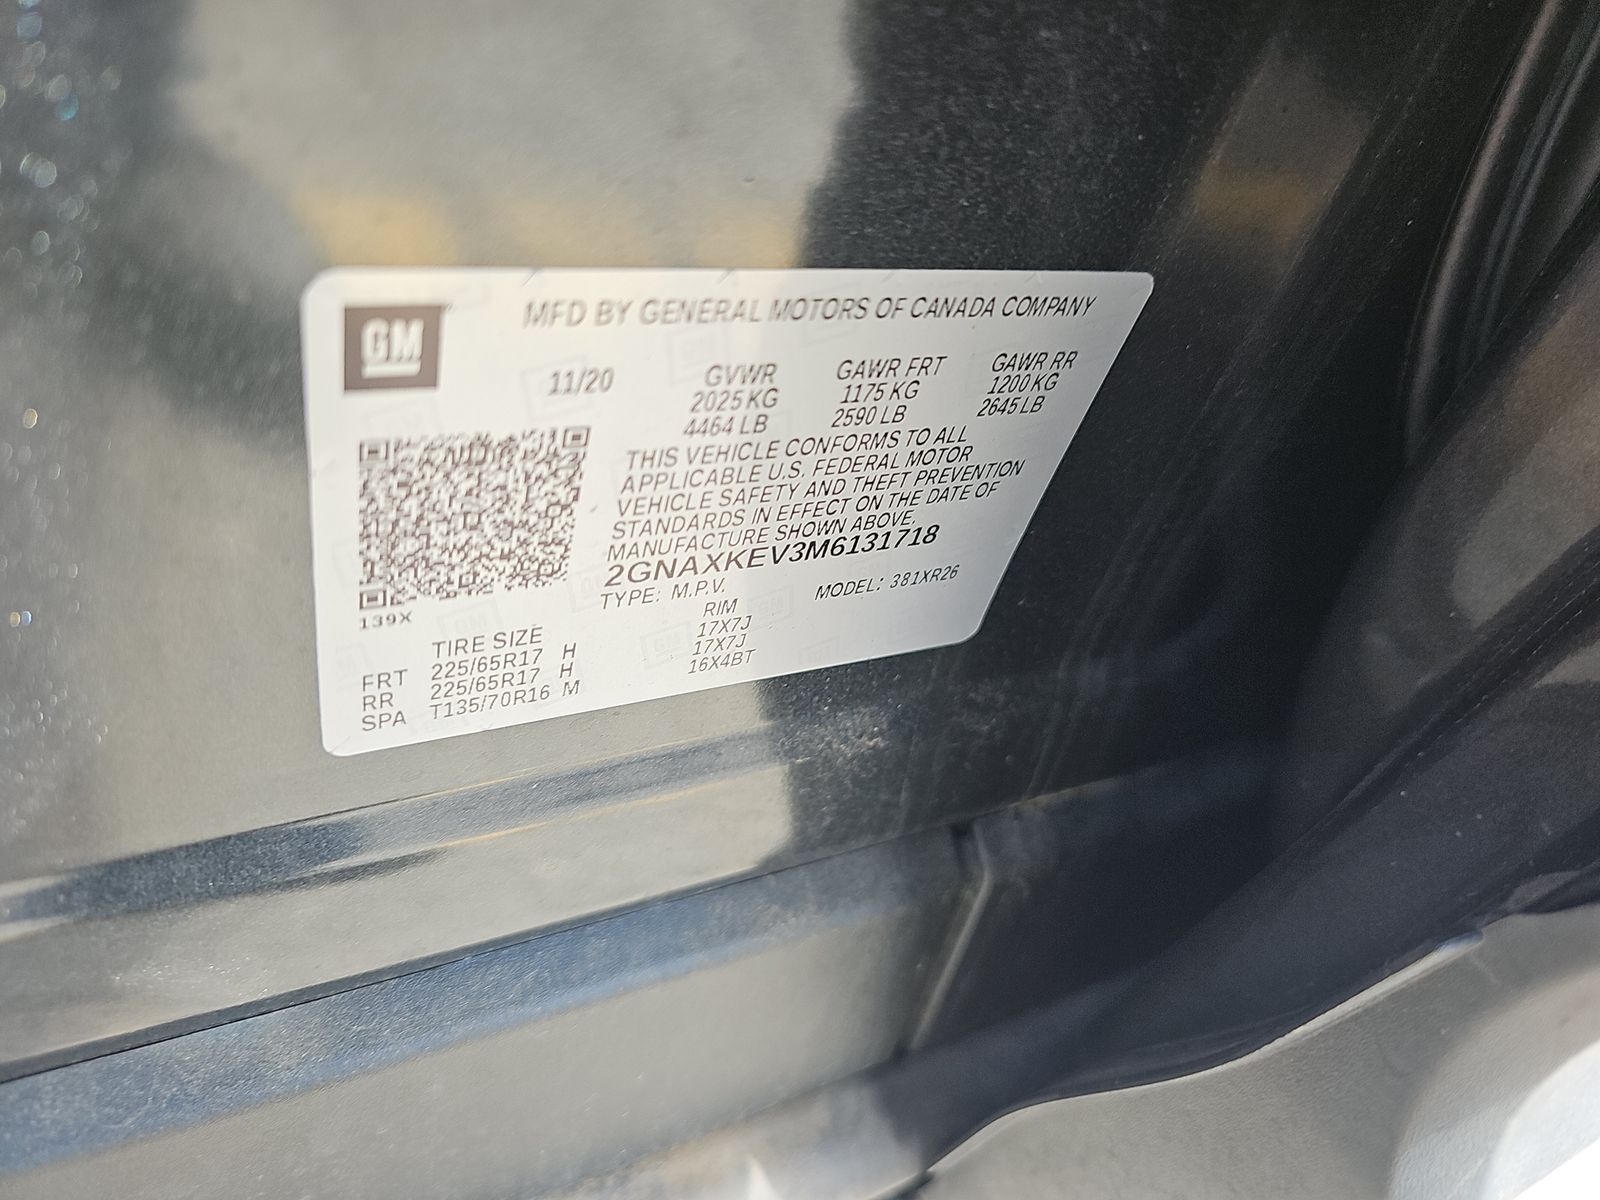 GM
MFD BY GENERAL MOTORS OF CANADA COMPANY
11/20
GVWR
2025 KG
4464 LB
GAWR FRT
1175 KG
2590 LB
GAWR RR
1200 KG
2645 LB
THIS VEHICLE CONFORMS TO ALL
APPLICABLE U.S. FEDERAL MOTOR
VEHICLE SAFETY AND THEFT PREVENTION
STANDARDS IN EFFECT ON THE DATE OF
MANUFACTURE SHOWN ABOVE.
2GNAXKEV3M6131718
TYPE: M.P.V. MODEL: 381XR26
139X
TIRE SIZE RIM
FRT 225/65R17 H 17X7J
RR 225/65R17 H 17X7J
SPA T135/70R16 M 16X4BT